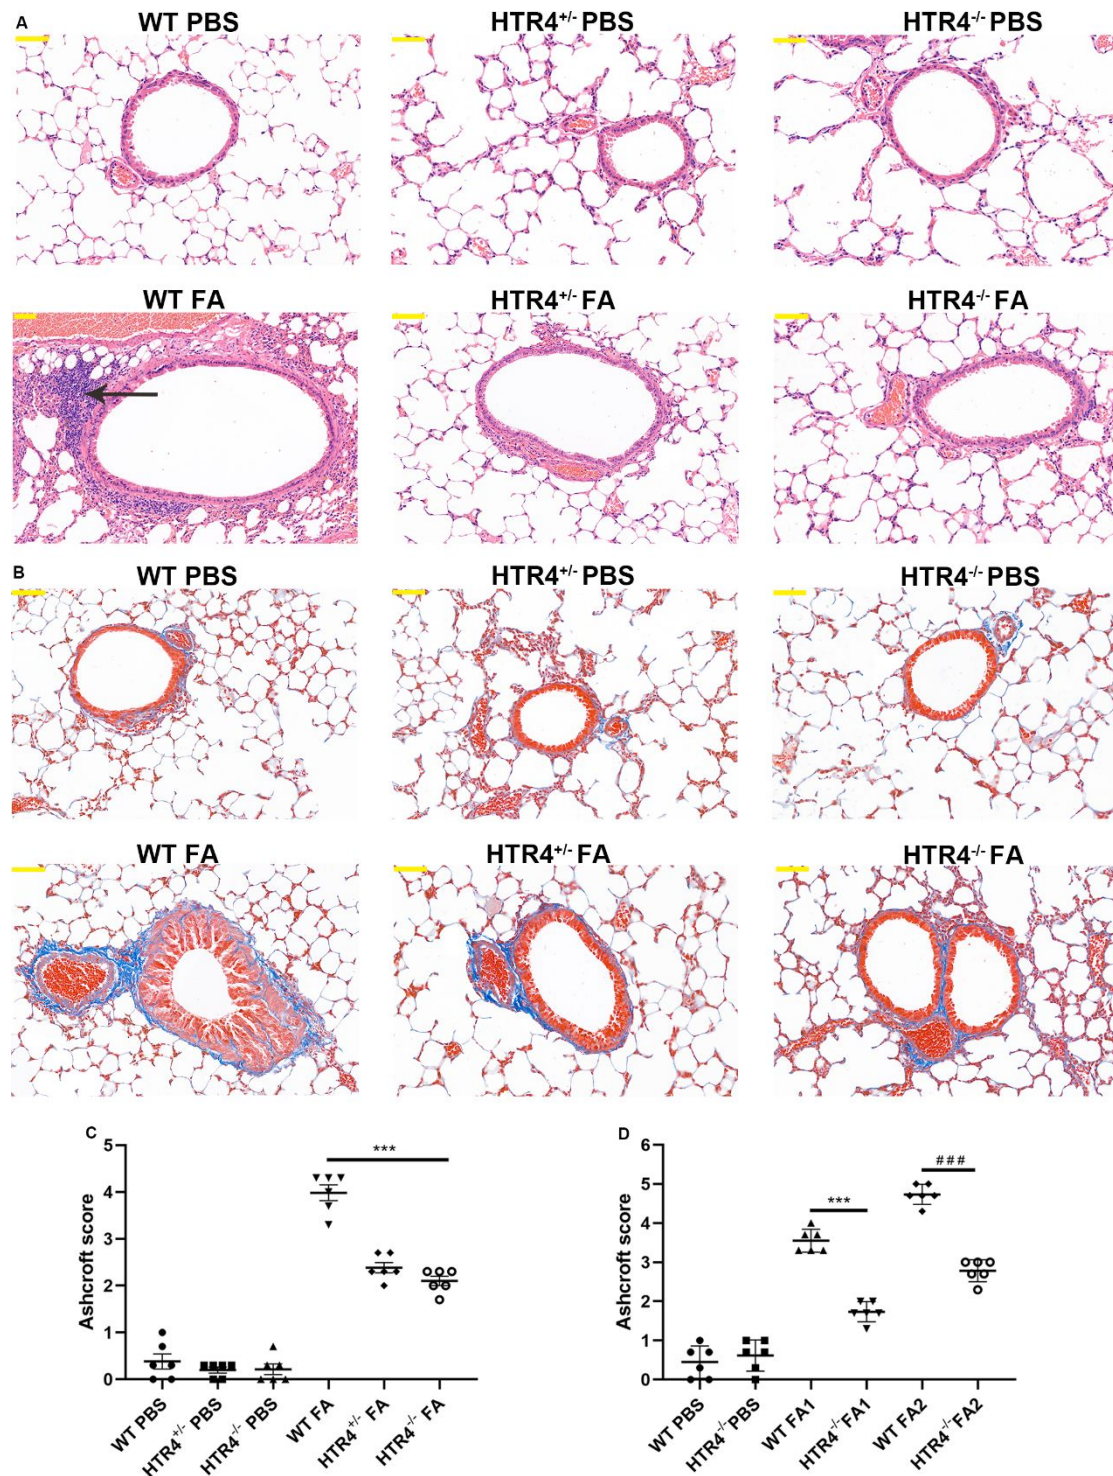 A
WT PBS
HTR4+/- PBS
HTR4-/- PBS
WT FA
HTR4+/- FA
HTR4-/- FA
B
WT PBS
HTR4+/- PBS
HTR4-/- PBS
WT FA
HTR4+/- FA
HTR4-/- FA
C
Ashcroft score
5
4
3
2
1
0
***
WT PBS
HTR4+/- PBS
HTR4-/- PBS
WT FA
HTR4+/- FA
HTR4-/- FA
D
Ashcroft score
6
5
4
3
2
1
0
***
###
WT PBS
HTR4-/- PBS
WT FA1
HTR4-/- FA1
WT FA2
HTR4-/- FA2